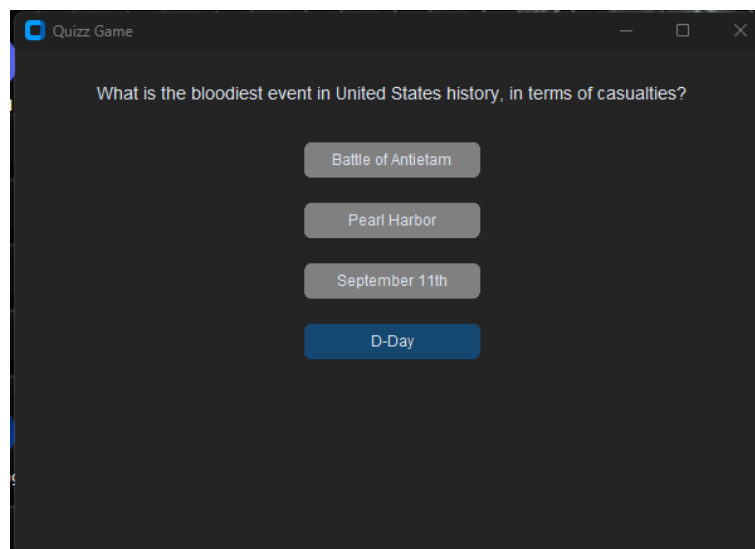 Quizz Game
What is the bloodiest event in United States history, in terms of casualties?
Battle of Antietam
Pearl Harbor
September 11th
D-Day